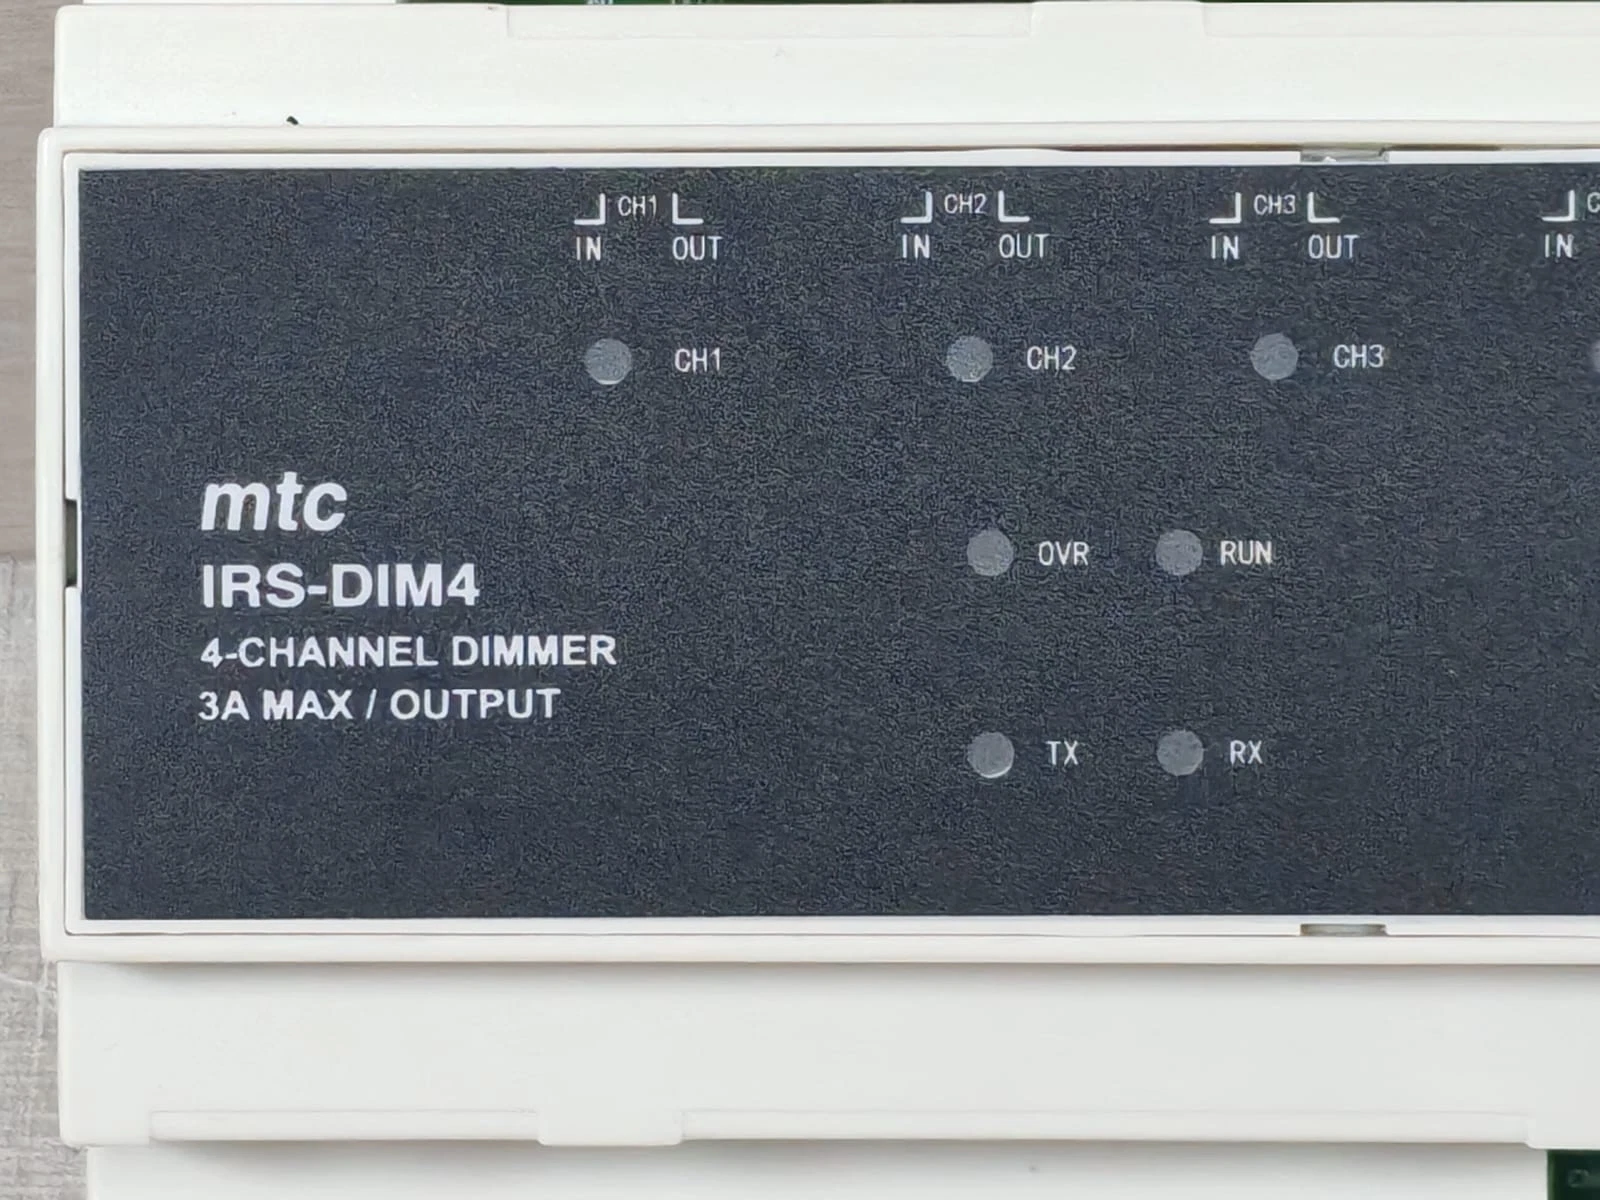 CH1 CH2 CH3
IN OUT IN OUT IN OUT IN
CH1 CH2 CH3
mtc
IRS-DIM4
4-CHANNEL DIMMER
3A MAX / OUTPUT
OVR RUN
TX RX